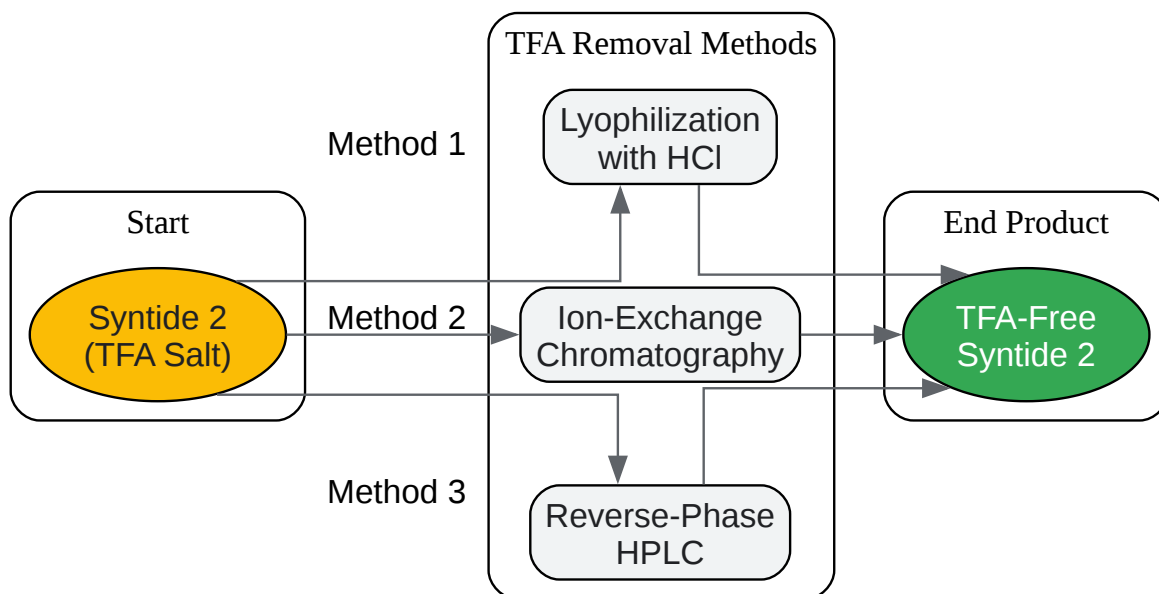 TFA Removal Methods
Lyophilization
with HCl
Method 1
Start
End Product
Syntide 2
(TFA Salt)
Method 2
Ion-Exchange
Chromatography
TFA-Free
Syntide 2
Method 3
Reverse-Phase
HPLC